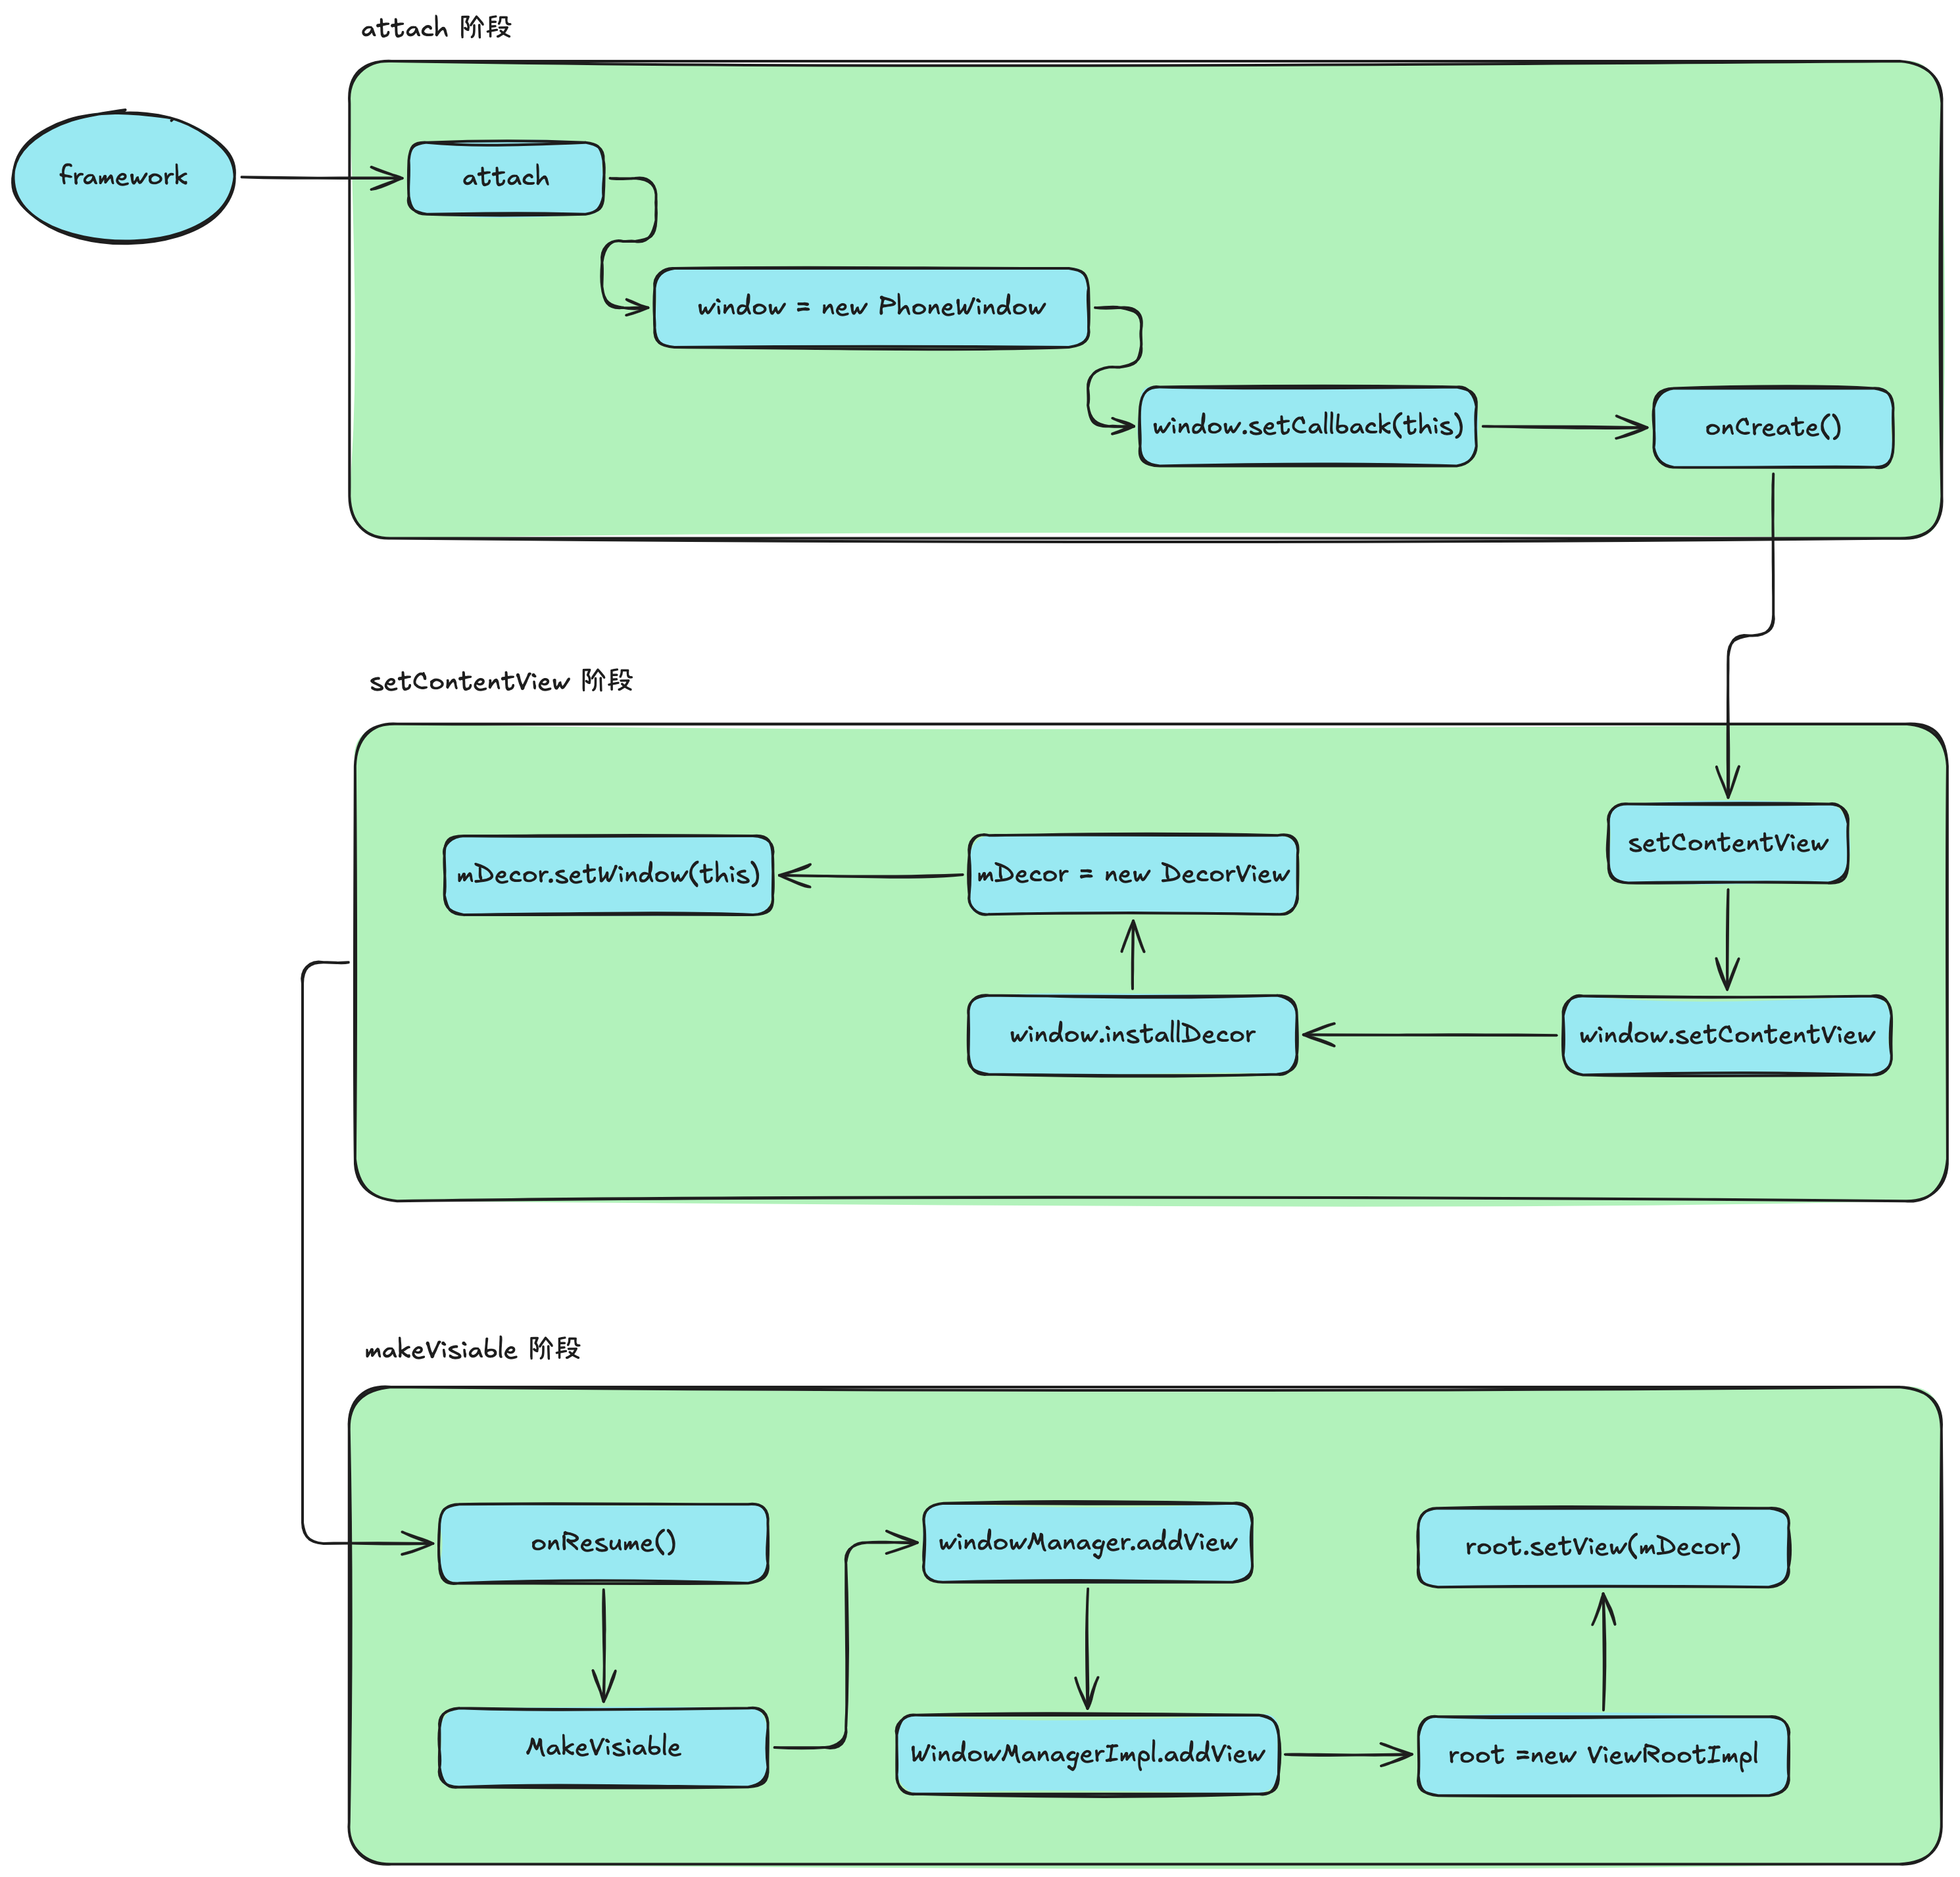 attach 阶段
framework
attach
window = new PhoneWindow
window.setCallback(this)
onCreate()
setContentView 阶段
setContentView
mDecor.setWindow(this)
mDecor = new DecorView
window.installDecor
window.setContentView
makeVisiable 阶段
onResume()
windowManager.addView
root.setView(mDecor)
MakeVisiable
WindowManagerImpl.addView
root =new ViewRootImpl